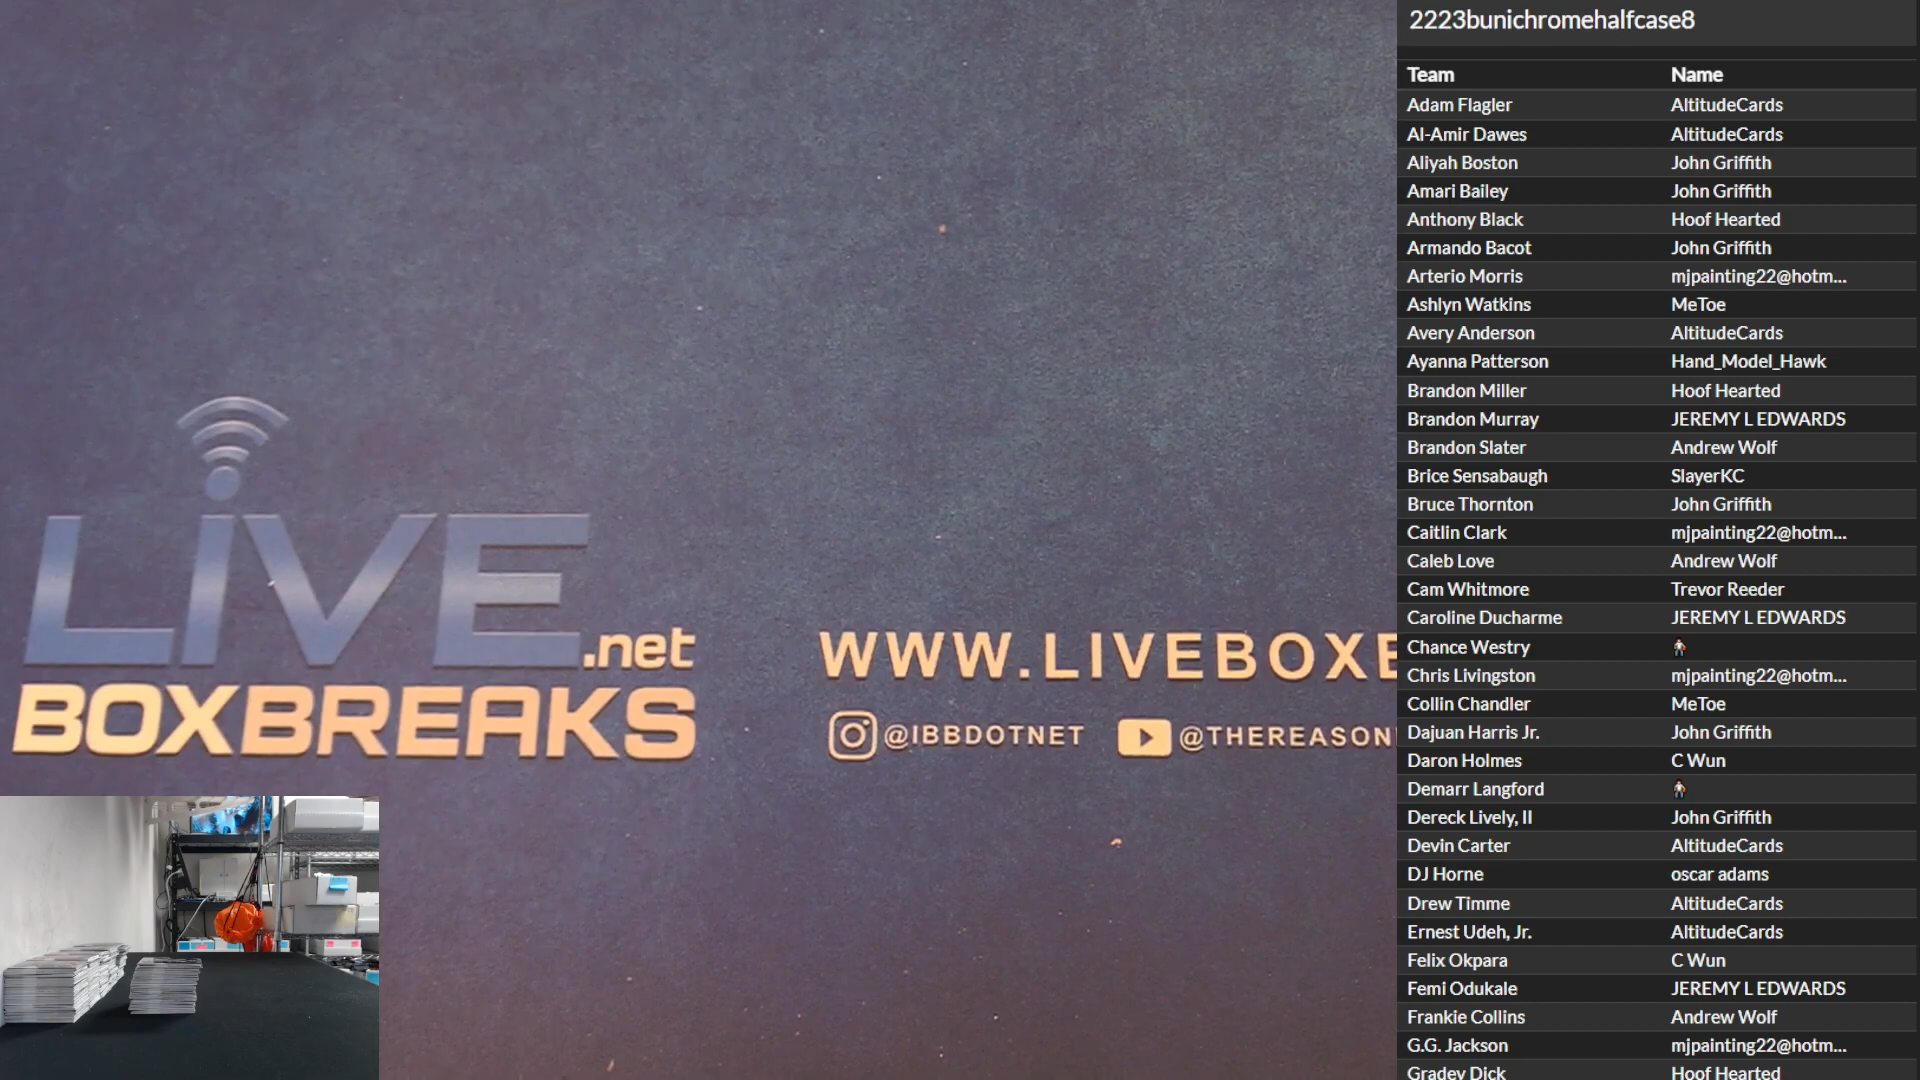 2223bunichromehalfcase8
Team Name
Adam Flagler AltitudeCards
Al-Amir Dawes AltitudeCards
Aliyah Boston John Griffith
Amari Bailey John Griffith
Anthony Black Hoof Hearted
Armando Bacot John Griffith
Arterio Morris mjpainting22@hotm...
Ashlyn Watkins MeToe
Avery Anderson AltitudeCards
Ayanna Patterson Hand_Model_Hawk
Brandon Miller Hoof Hearted
Brandon Murray JEREMY L EDWARDS
Brandon Slater Andrew Wolf
Brice Sensabaugh SlayerKC
Bruce Thornton John Griffith
Caitlin Clark mjpainting22@hotm...
Caleb Love Andrew Wolf
Cam Whitmore Trevor Reeder
Caroline Ducharme JEREMY L EDWARDS
Chance Westry
Chris Livingston mjpainting22@hotm...
Collin Chandler MeToe
Dajuan Harris Jr. John Griffith
Daron Holmes C Wun
Demarr Langford
Dereck Lively, II John Griffith
Devin Carter AltitudeCards
DJ Horne oscar adams
Drew Timme AltitudeCards
Ernest Udeh, Jr. AltitudeCards
Felix Okpara C Wun
Femi Odukale JEREMY L EDWARDS
Frankie Collins Andrew Wolf
G.G. Jackson mjpainting22@hotm...
Gradey Dick Hoof Hearted
LIVE.net
BOXBREAKS
WWW.LIVEBOXB
@IBBDOTNET @THEREASON